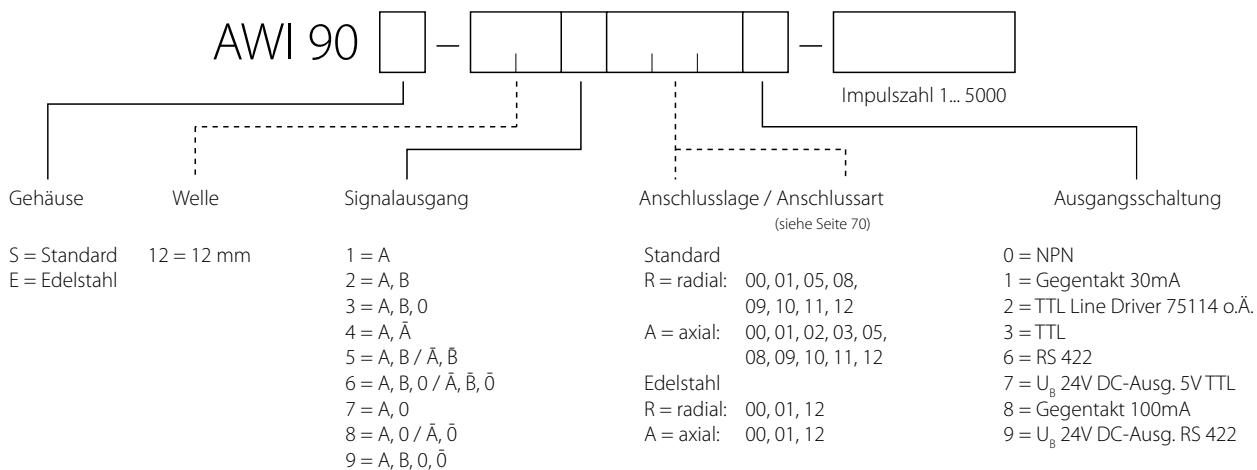 AWI 90 – –
Impulszahl 1... 5000
Gehäuse Welle Signalausgang Anschlusslage / Anschlussart Ausgangsschaltung
(siehe Seite 70)
S = Standard 12 = 12 mm 1 = A Standard 0 = NPN
E = Edelstahl 2 = A, B R = radial: 00, 01, 05, 08, 1 = Gegentakt 30mA
3 = A, B, 0 09, 10, 11, 12 2 = TTL Line Driver 75114 o.Ä.
4 = A, Ā A = axial: 00, 01, 02, 03, 05, 3 = TTL
5 = A, B / Ā, B̄ 08, 09, 10, 11, 12 6 = RS 422
6 = A, B, 0 / Ā, B̄, 0̄ Edelstahl 7 = U_B 24V DC-Ausg. 5V TTL
7 = A, 0 R = radial: 00, 01, 12 8 = Gegentakt 100mA
8 = A, 0 / Ā, 0̄ A = axial: 00, 01, 12 9 = U_B 24V DC-Ausg. RS 422
9 = A, B, 0, 0̄